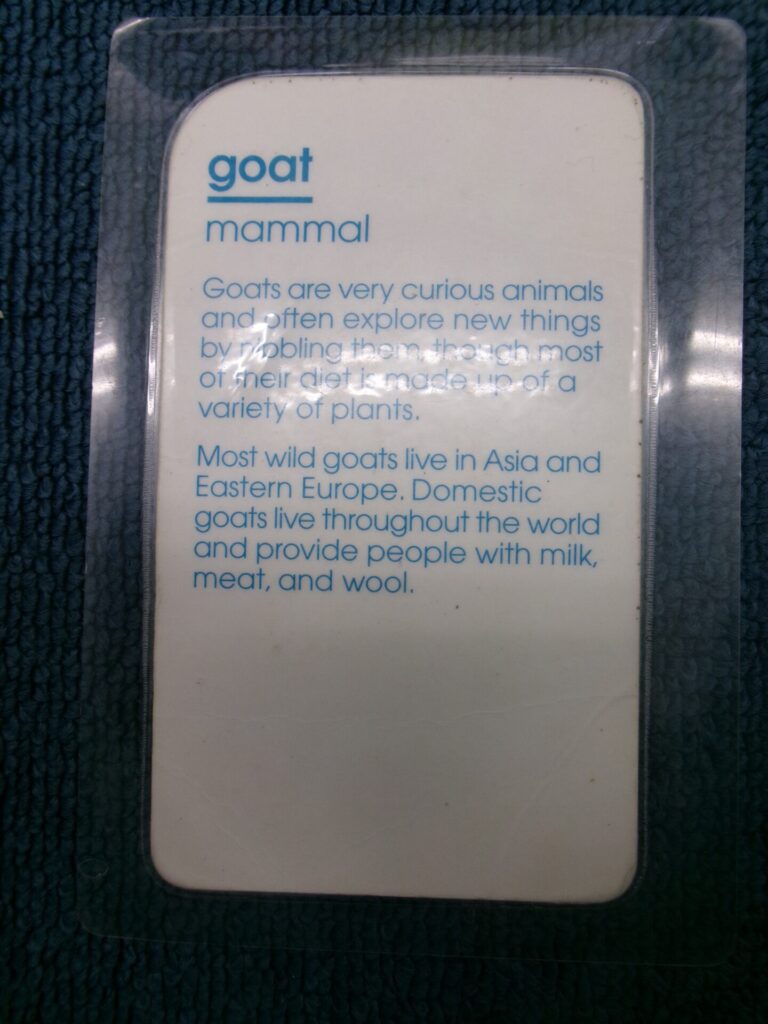 goat
mammal
Goats are very curious animals
and often explore new things
by nibbling them, though most
of their diet is made up of a
variety of plants.
Most wild goats live in Asia and
Eastern Europe. Domestic
goats live throughout the world
and provide people with milk,
meat, and wool.